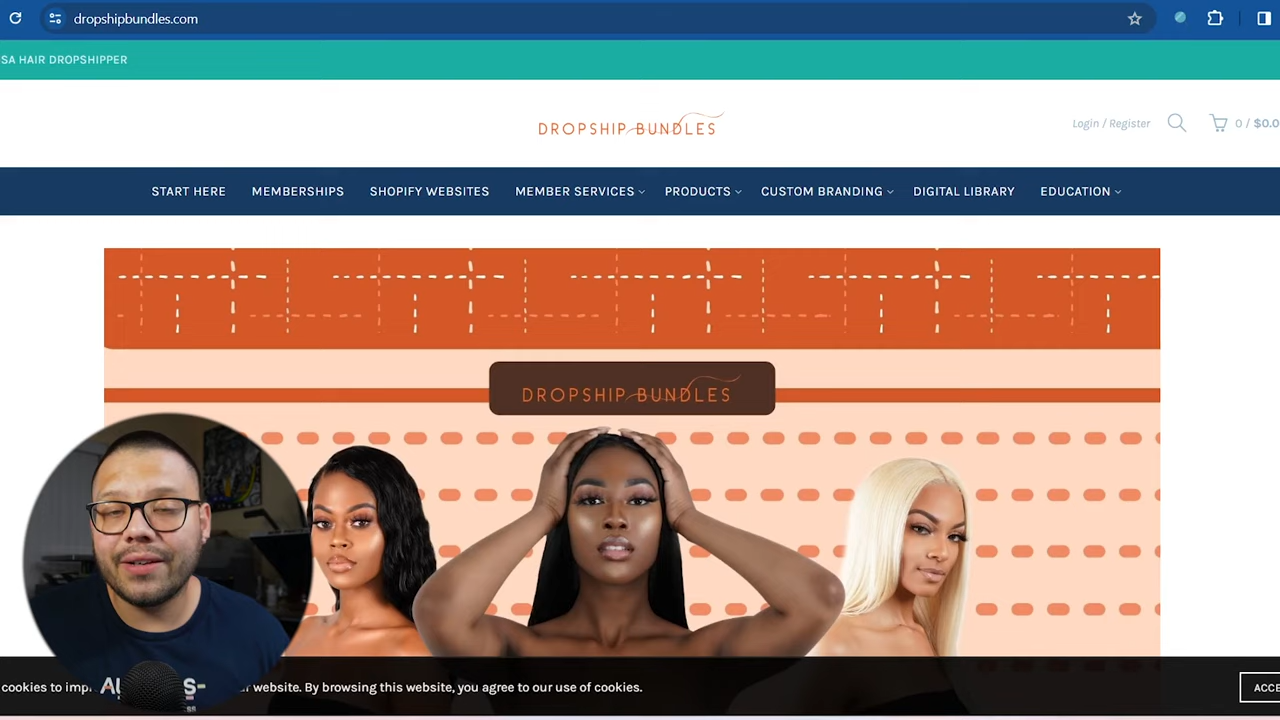 dropshipbundles.com
SA HAIR DROPSHIPPER
DROPSHIP BUNDLES
Login / Register
0 / $0.0
START HERE MEMBERSHIPS SHOPIFY WEBSITES MEMBER SERVICES PRODUCTS CUSTOM BRANDING DIGITAL LIBRARY EDUCATION
DROPSHIP BUNDLES
cookies to imp website. By browsing this website, you agree to our use of cookies.
ACCE